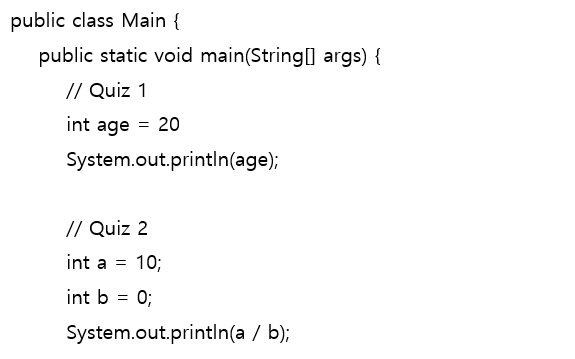 public class Main {
public static void main(String[] args) {
// Quiz 1
int age = 20
System.out.println(age);
// Quiz 2
int a = 10;
int b = 0;
System.out.println(a / b);